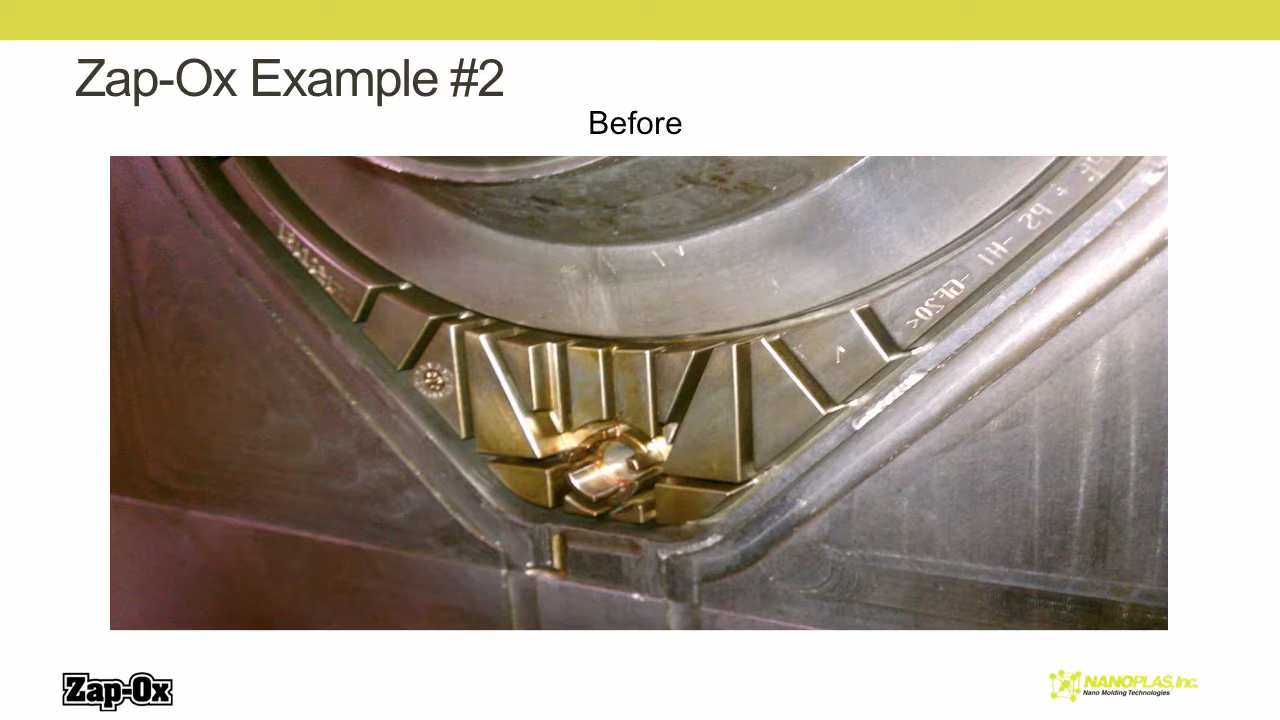 Zap-Ox Example #2
Before
Zap-Ox
NANOPLAS, Inc.
Nano Molding Technologies